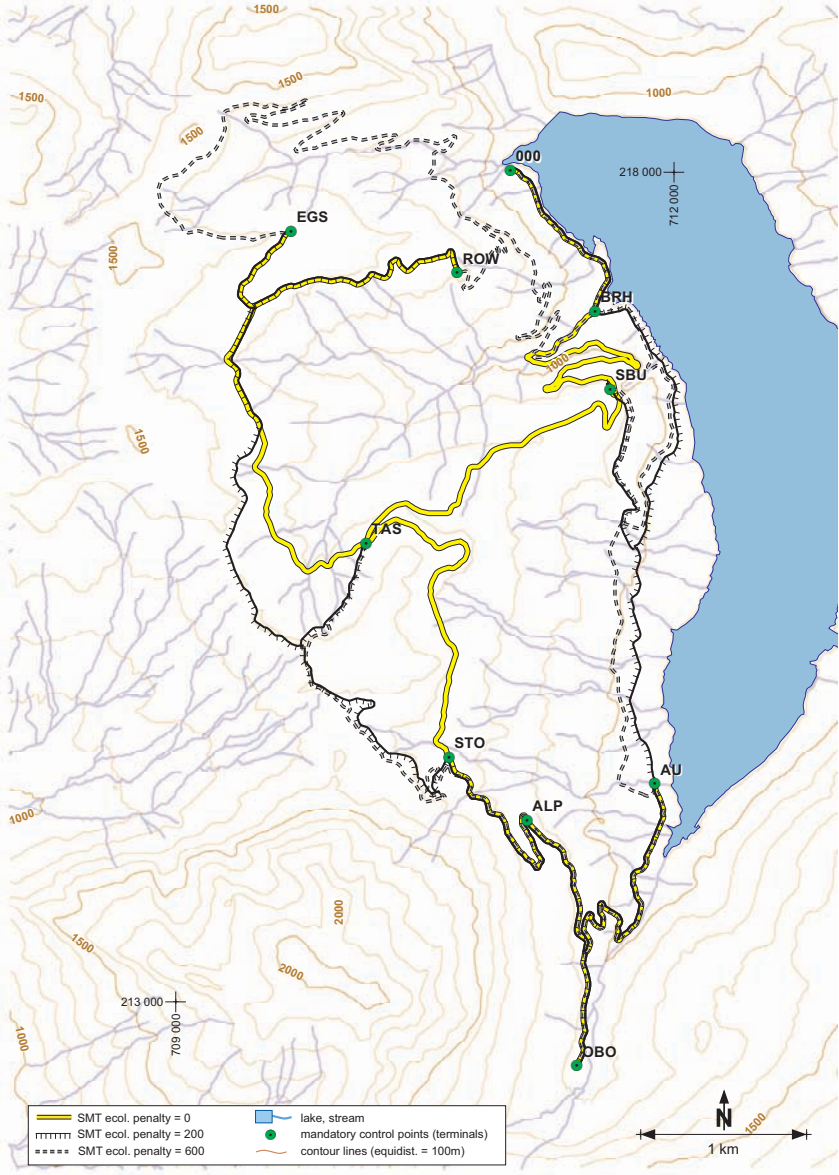 1500
1500
1500
1000
1500
000
218 000
712 000
EGS
1500
ROW
BRH
1000
SBU
1500
TAS
STO
AU
ALP
1000
2000
1500
2000
213 000
709 000
1000
OBO
1500
SMT ecol. penalty = 0
SMT ecol. penalty = 200
SMT ecol. penalty = 600
lake, stream
mandatory control points (terminals)
contour lines (equidist. = 100m)
N
1 km